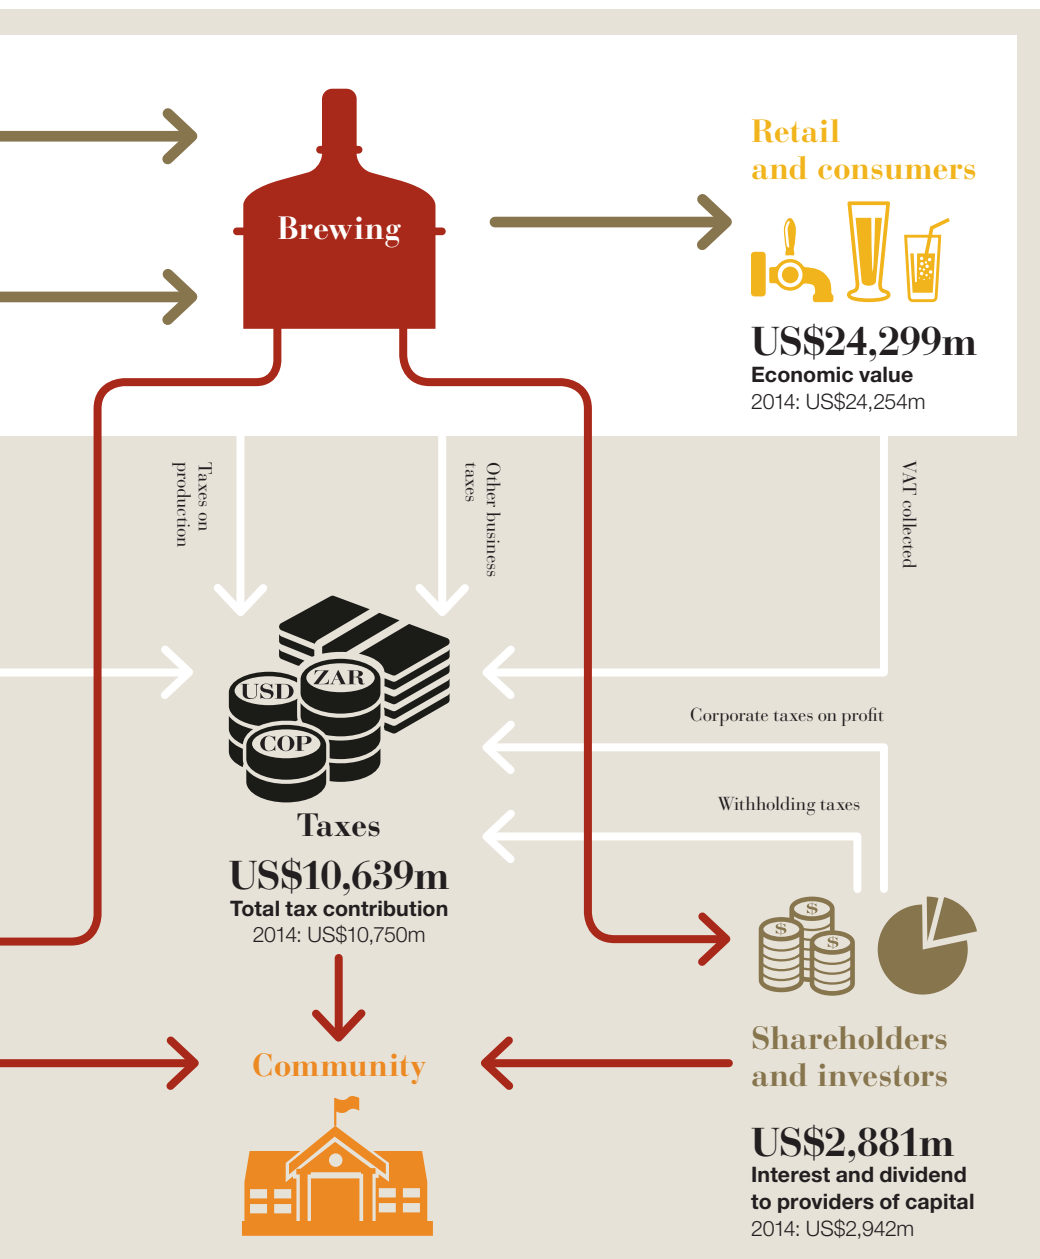 Retail
and consumers
Brewing
US$24,299m
Economic value
2014: US$24,254m
Taxes on
production
Other business
taxes
VAT collected
USD
ZAR
COP
Corporate taxes on profit
Withholding taxes
Taxes
US$10,639m
Total tax contribution
2014: US$10,750m
$
$
$
Community
Shareholders
and investors
US$2,881m
Interest and dividend
to providers of capital
2014: US$2,942m